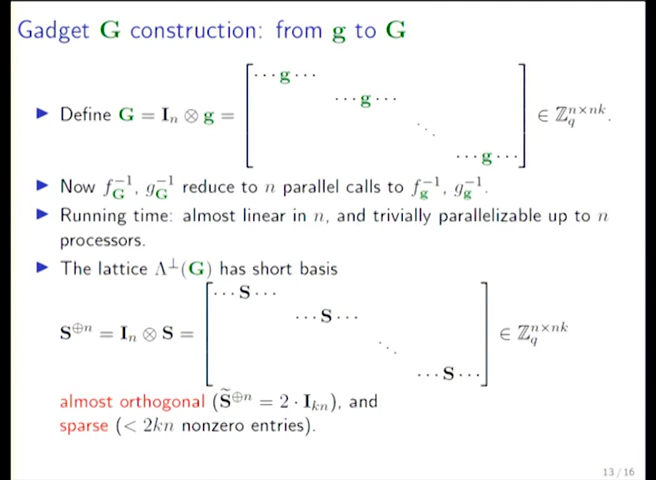 Gadget G construction: from g to G
▶ Define G = I_n ⊗ g = [⋯g⋯
⋯g⋯
⋱
⋯g⋯] ∈ ℤ_q^{n×nk}.
▶ Now f_G^{-1}, g_G^{-1} reduce to n parallel calls to f_g^{-1}, g_g^{-1}.
▶ Running time: almost linear in n, and trivially parallelizable up to n
processors.
▶ The lattice Λ^⊥(G) has short basis
S^{⊕n} = I_n ⊗ S = [⋯S⋯
⋯S⋯
⋱
⋯S⋯] ∈ ℤ_q^{n×nk}
almost orthogonal (S̃^{⊕n} = 2 · I_{kn}), and
sparse (< 2kn nonzero entries).
13 / 16